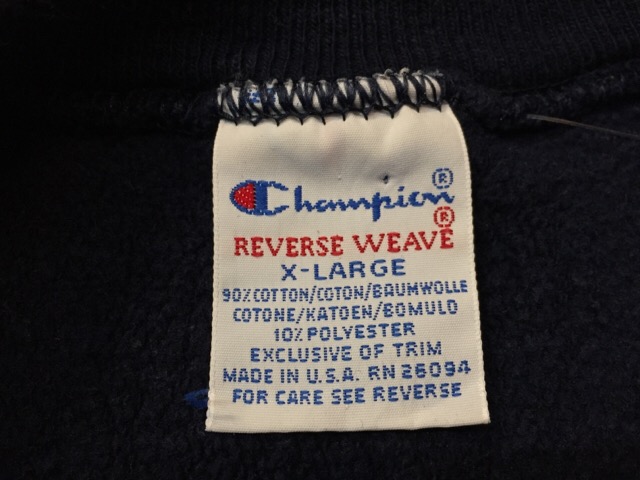 Champion®
REVERSE WEAVE®
X-LARGE
90%COTTON/COTON/BAUMWOLLE
COTONE/KATOEN/BOMULD
10% POLYESTER
EXCLUSIVE OF TRIM
MADE IN U.S.A. RN 26094
FOR CARE SEE REVERSE